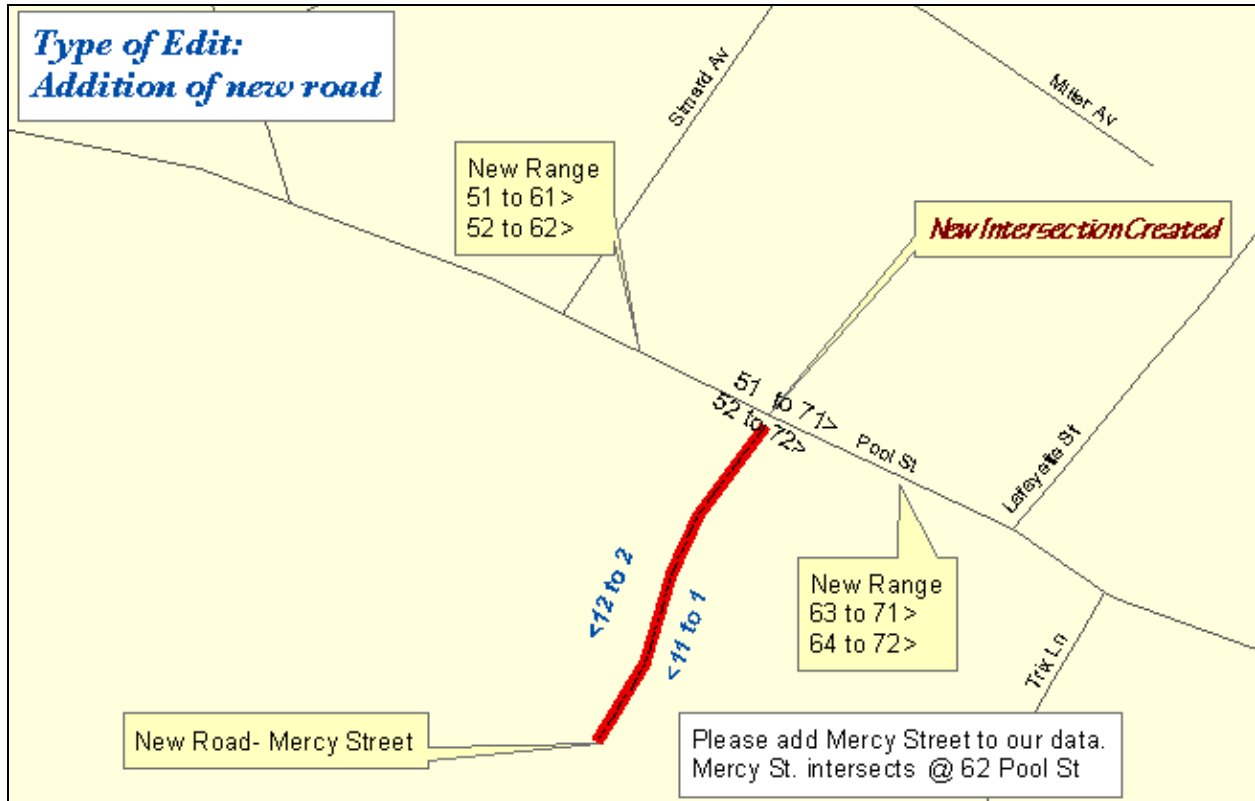 Type of Edit:
Addition of new road
Stuard Av
Miller Av
New Range
51 to 61>
52 to 62>
New Intersection Created
51 to 71>
52 to 72>
Pool St
Lafayette St
<12 to 2
<11 to 1
New Range
63 to 71>
64 to 72>
Trix Ln
New Road- Mercy Street
Please add Mercy Street to our data.
Mercy St. intersects @ 62 Pool St